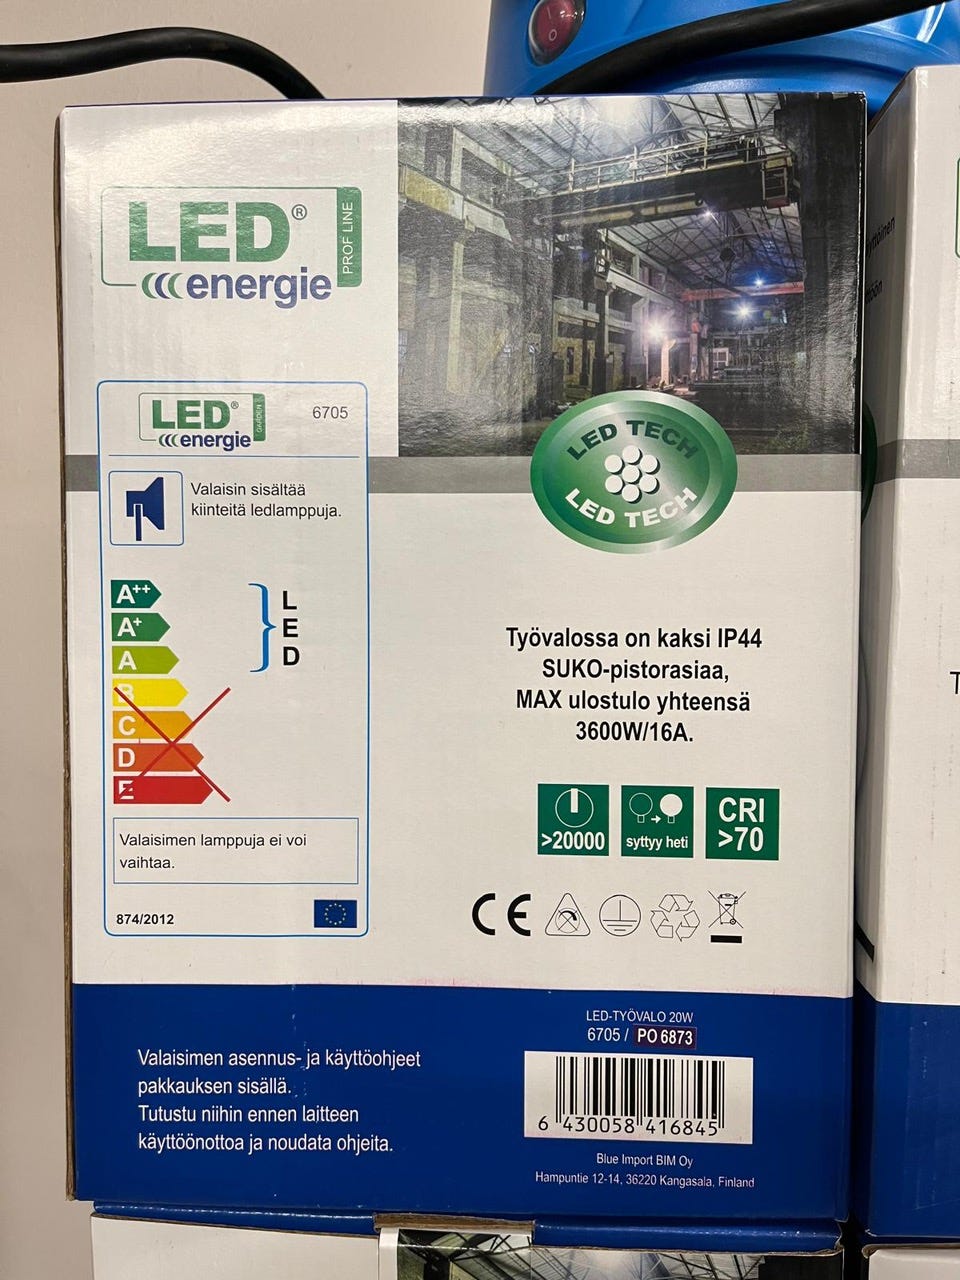 LED®
energie
PROF LINE
LED®
energie
GARDEN
6705
Valaisin sisältää
kiinteitä ledlamppuja.
A++
A+
A
B
C
D
E
L
E
D
Valaisimen lamppuja ei voi
vaihtaa.
874/2012
LED TECH
LED TECH
Työvalossa on kaksi IP44
SUKO-pistorasiaa,
MAX ulostulo yhteensä
3600W/16A.
>20000
syttyy heti
CRI
>70
CE
Valaisimen asennus- ja käyttöohjeet
pakkauksen sisällä.
Tutustu niihin ennen laitteen
käyttöönottoa ja noudata ohjeita.
LED-TYÖVALO 20W
6705 / PO 6873
6 430058 416845
Blue Import BIM Oy
Hampuntie 12-14, 36220 Kangasala, Finland
T